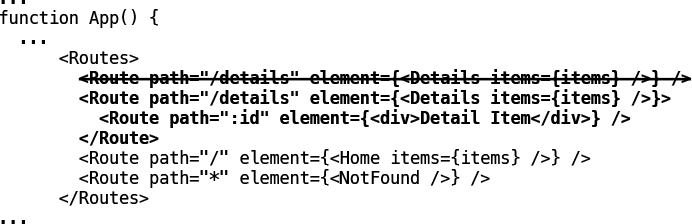 ...
function App() {
  ...
      <Routes>
        <Route path="/details" element={<Details items={items} />} />
        <Route path="/details" element={<Details items={items} />}>
          <Route path=":id" element={<div>Detail Item</div>} />
        </Route>
        <Route path="/" element={<Home items={items} />} />
        <Route path="*" element={<NotFound />} />
      </Routes>
...